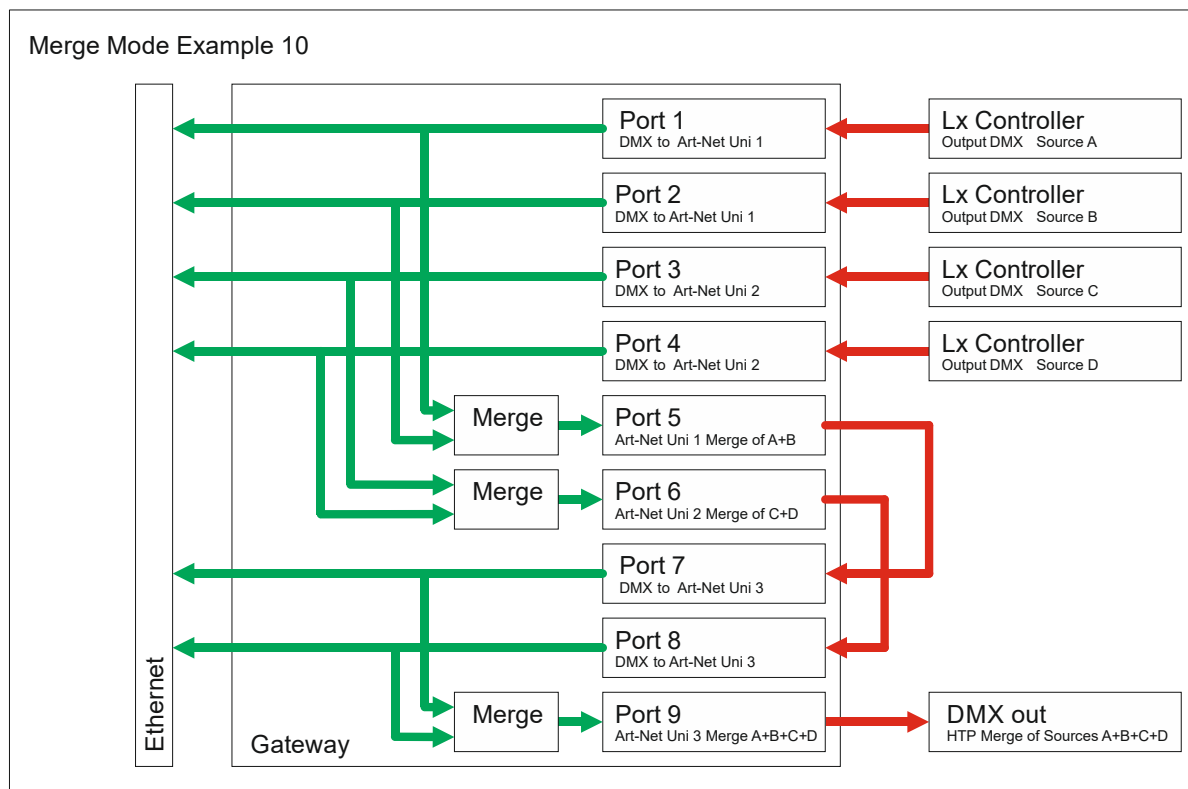 Merge Mode Example 10
Port 1
DMX to Art-Net Uni 1
Lx Controller
Output DMX Source A
Port 2
DMX to Art-Net Uni 1
Lx Controller
Output DMX Source B
Port 3
DMX to Art-Net Uni 2
Lx Controller
Output DMX Source C
Port 4
DMX to Art-Net Uni 2
Lx Controller
Output DMX Source D
Merge
Port 5
Art-Net Uni 1 Merge of A+B
Merge
Port 6
Art-Net Uni 2 Merge of C+D
Port 7
DMX to Art-Net Uni 3
Port 8
DMX to Art-Net Uni 3
Merge
Port 9
Art-Net Uni 3 Merge A+B+C+D
DMX out
HTP Merge of Sources A+B+C+D
Ethernet
Gateway